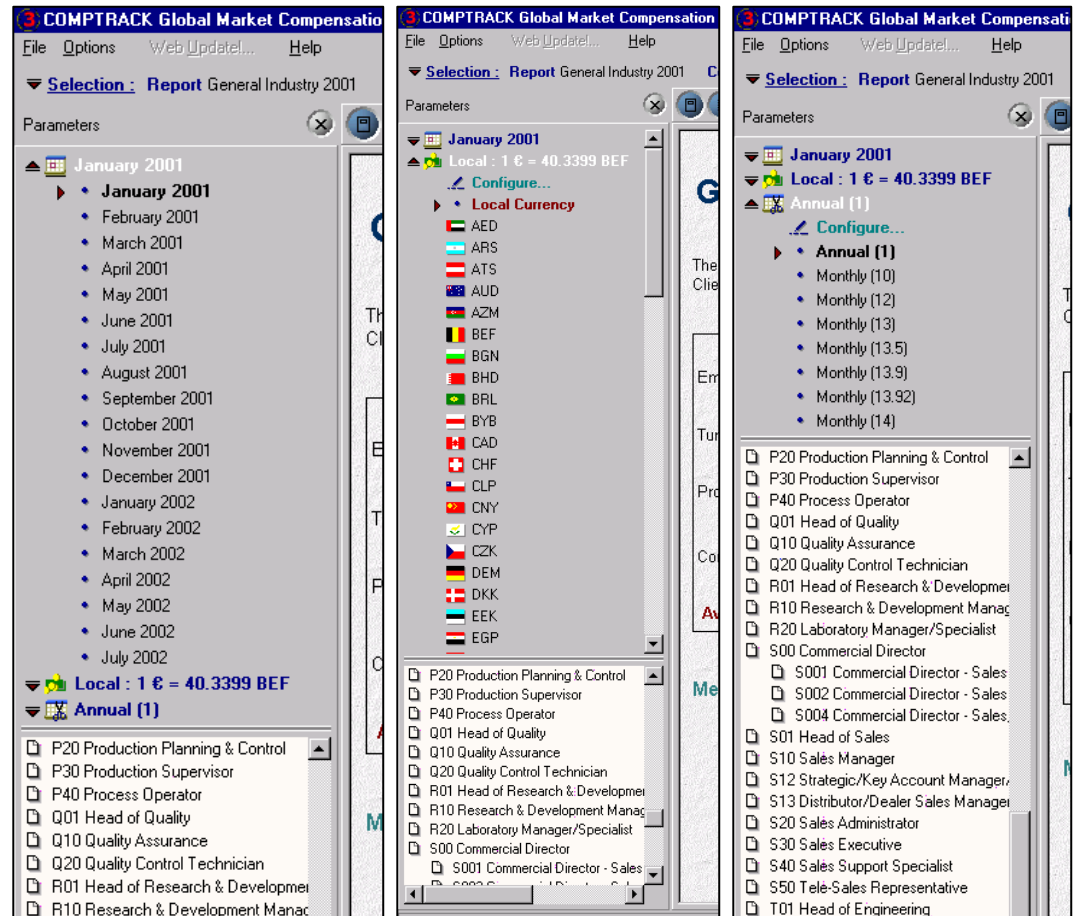 COMPTRACK Global Market Compensatio
File Options Web Update!... Help
Selection : Report General Industry 2001
Parameters
January 2001
January 2001
February 2001
March 2001
April 2001
May 2001
June 2001
July 2001
August 2001
September 2001
October 2001
November 2001
December 2001
January 2002
February 2002
March 2002
April 2002
May 2002
June 2002
July 2002
Local : 1 € = 40.3399 BEF
Annual (1)
P20 Production Planning & Control
P30 Production Supervisor
P40 Process Operator
Q01 Head of Quality
Q10 Quality Assurance
Q20 Quality Control Technician
R01 Head of Research & Developmer
R10 Research & Development Manag
COMPTRACK Global Market Compensation
File Options Web Update!... Help
Selection : Report General Industry 2001 C
Parameters
January 2001
Local : 1 € = 40.3399 BEF
Configure...
Local Currency
AED
ARS
ATS
AUD
AZM
BEF
BGN
BHD
BRL
BYB
CAD
CHF
CLP
CNY
CYP
CZK
DEM
DKK
EEK
EGP
P20 Production Planning & Control
P30 Production Supervisor
P40 Process Operator
Q01 Head of Quality
Q10 Quality Assurance
Q20 Quality Control Technician
R01 Head of Research & Developmer
R10 Research & Development Manag
R20 Laboratory Manager/Specialist
S00 Commercial Director
S001 Commercial Director - Sales
The
Clie
Em
Tur
Pro
Cor
Av
Me
COMPTRACK Global Market Compensati
File Options Web Update!... Help
Selection : Report General Industry 2001
Parameters
January 2001
Local : 1 € = 40.3399 BEF
Annual (1)
Configure...
Annual (1)
Monthly (10)
Monthly (12)
Monthly (13)
Monthly (13.5)
Monthly (13.9)
Monthly (13.92)
Monthly (14)
P20 Production Planning & Control
P30 Production Supervisor
P40 Process Operator
Q01 Head of Quality
Q10 Quality Assurance
Q20 Quality Control Technician
R01 Head of Research & Developmer
R10 Research & Development Manag
R20 Laboratory Manager/Specialist
S00 Commercial Director
S001 Commercial Director - Sales
S002 Commercial Director - Sales
S004 Commercial Director - Sales,
S01 Head of Sales
S10 Sales Manager
S12 Strategic/Key Account Manager/
S13 Distributor/Dealer Sales Manager
S20 Sales Administrator
S30 Sales Executive
S40 Sales Support Specialist
S50 Tele-Sales Representative
T01 Head of Engineering